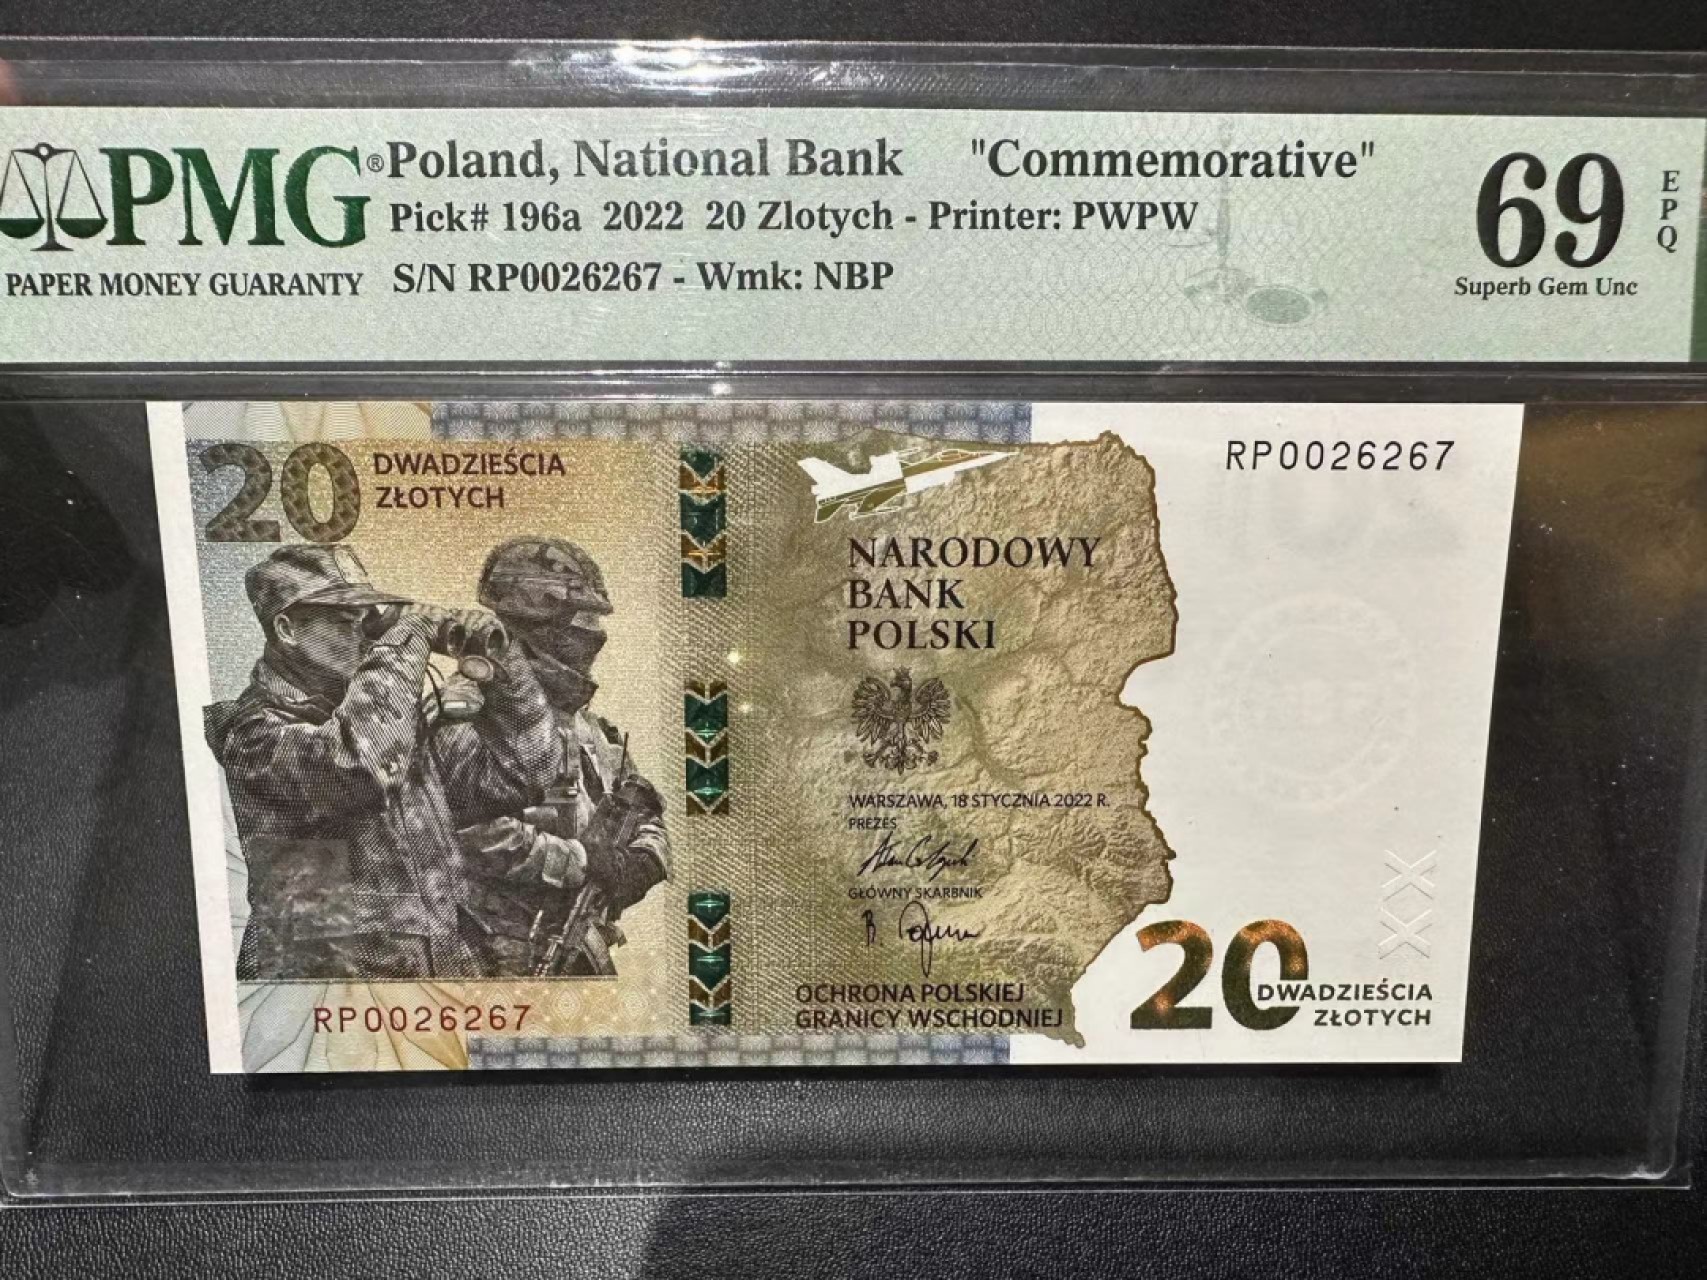 PMG® Poland, National Bank "Commemorative" 69 EPQ
Pick# 196a 2022 20 Zlotych - Printer: PWPW
PAPER MONEY GUARANTY S/N RP0026267 - Wmk: NBP Superb Gem Unc
20 DWADZIEŚCIA
ZŁOTYCH
RP0026267
NARODOWY
BANK
POLSKI
WARSZAWA, 18 STYCZNIA 2022 R.
PREZES
GŁÓWNY SKARBNIK
OCHRONA POLSKIEJ
GRANICY WSCHODNIEJ
RP0026267
XX
20 DWADZIEŚCIA
ZŁOTYCH